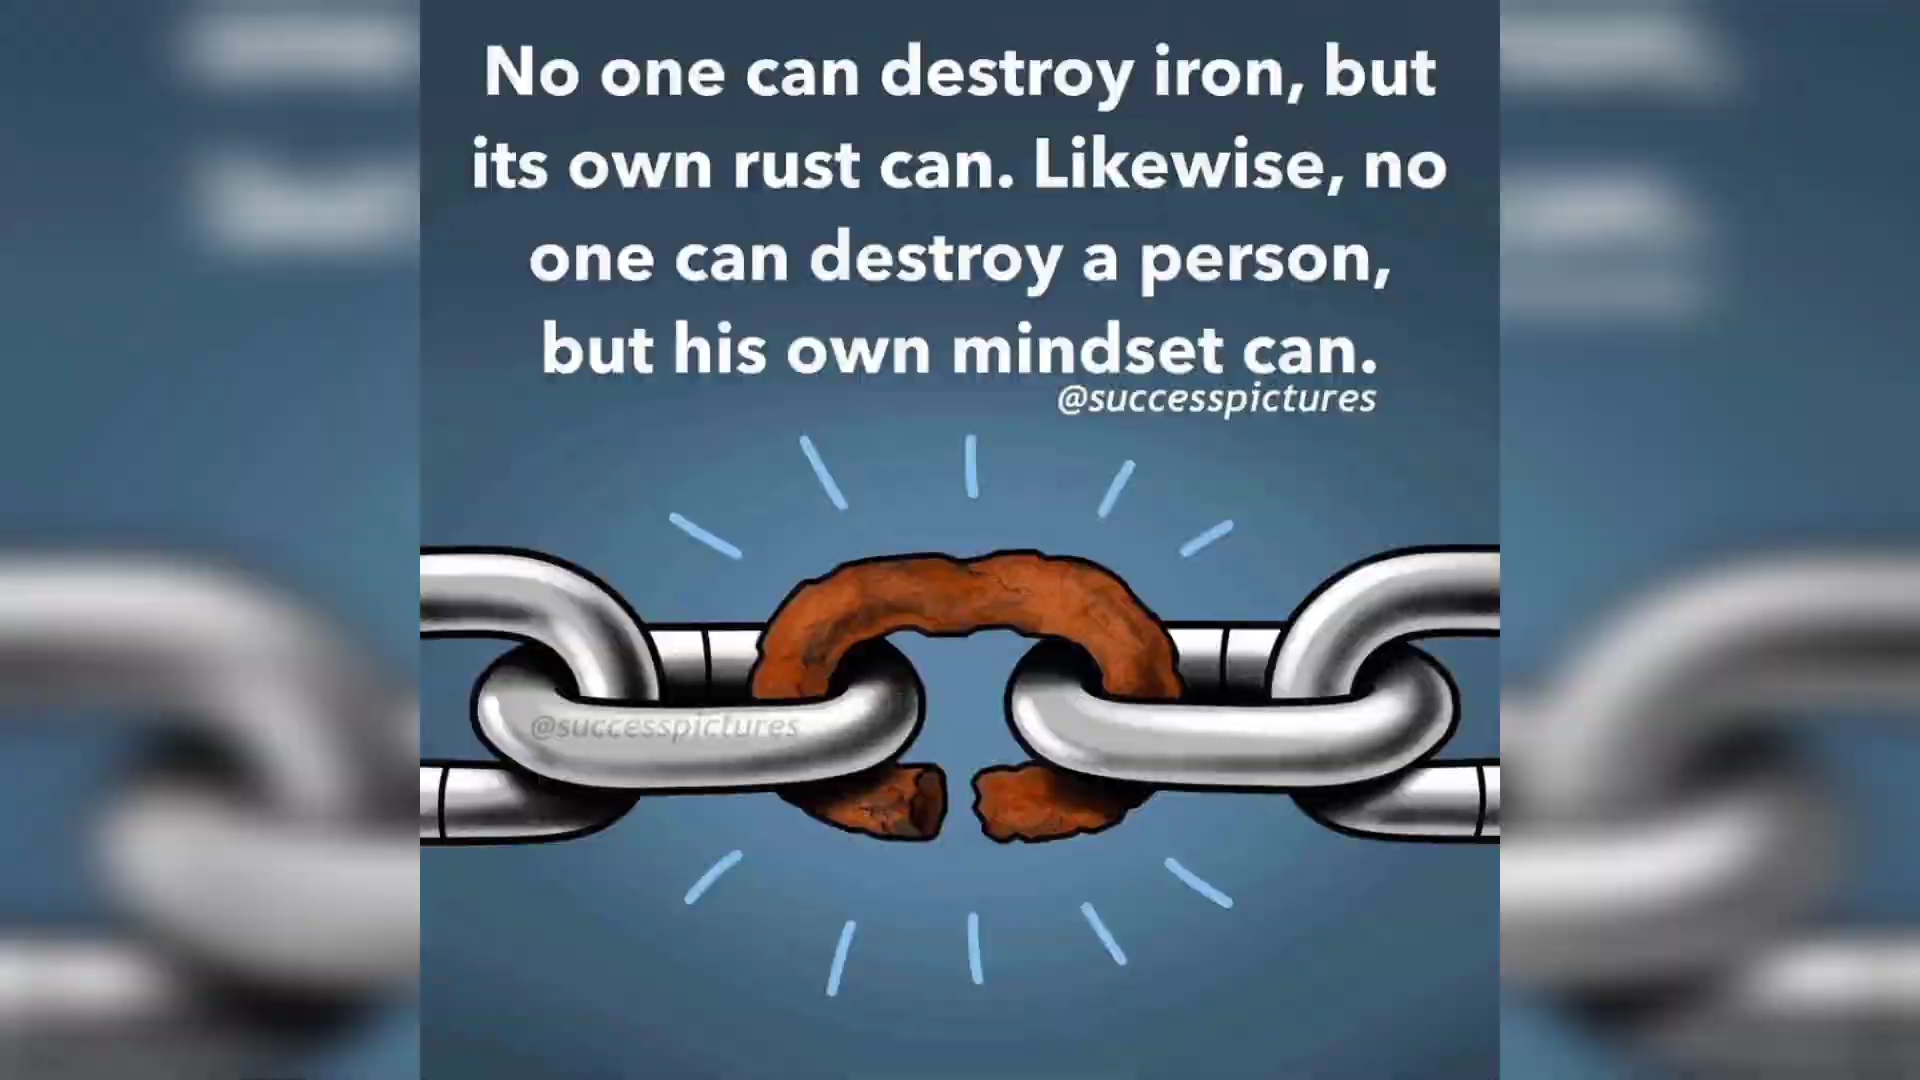 No one can destroy iron, but
its own rust can. Likewise, no
one can destroy a person,
but his own mindset can.
@successpictures
@successpictures